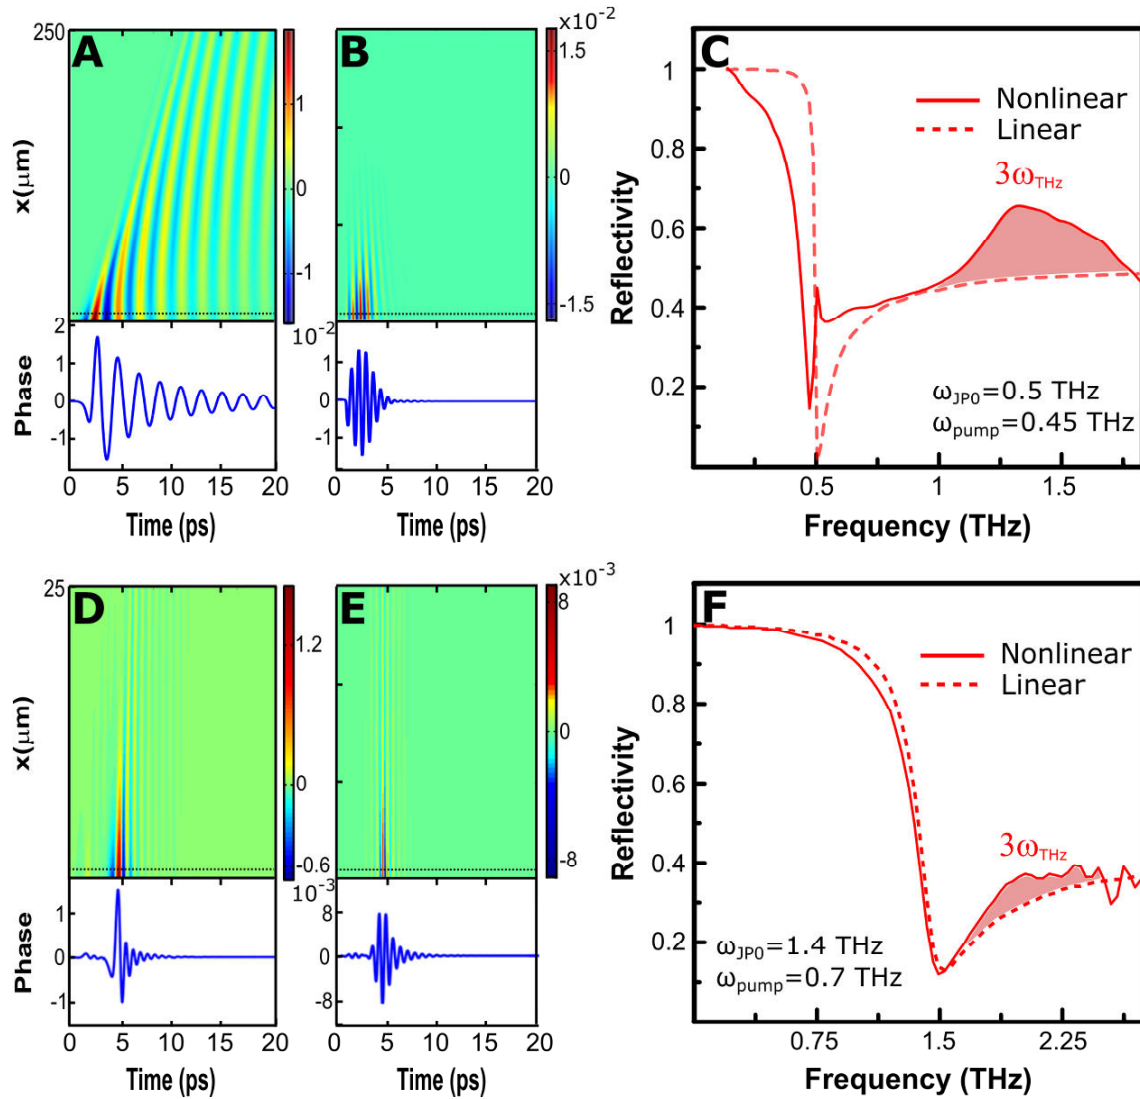 A
250
x(μm)
1
0
-1
2
1
0
-1
Phase
0 5 10 15 20
Time (ps)
B
x10⁻²
1.5
0
-1.5
10⁻²
1
0
-1
0 5 10 15 20
Time (ps)
C
1
0.8
0.6
0.4
0.2
Reflectivity
Nonlinear
Linear
3ω_THz
ω_JP0=0.5 THz
ω_pump=0.45 THz
0.5 1 1.5
Frequency (THz)
D
25
x(μm)
1.2
0
-0.6
1
0
-1
Phase
0 5 10 15 20
Time (ps)
E
x10⁻³
8
0
-8
10⁻³
8
0
-8
0 5 10 15 20
Time (ps)
F
1
0.8
0.6
0.4
0.2
Reflectivity
Nonlinear
Linear
3ω_THz
ω_JP0=1.4 THz
ω_pump=0.7 THz
0.75 1.5 2.25
Frequency (THz)